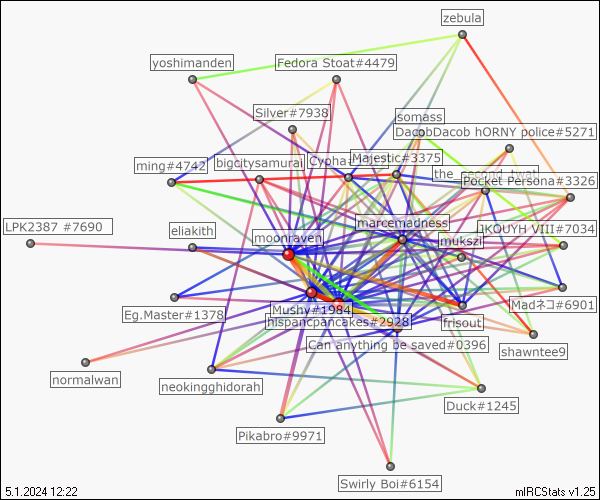 zebula
yoshimanden
Fedora Stoat#4479
Silver#7938
somass
DacobDacob hORNY police#5271
ming#4742
bigcitysamurai
Cypha
Majestic#3375
the_second_twat
Pocket Persona#3326
LPK2387 #7690
eliakith
moonraven
marcemadness
mukszi
JKOUYH VIII#7034
Eg.Master#1378
Mushy#1984
hispancpancakes#2928
frisout
Madネコ#6901
Can anything be saved#0396
shawntee9
normalwan
neokingghidorah
Duck#1245
Pikabro#9971
Swirly Boi#6154
5.1.2024 12:22
mIRCStats v1.25